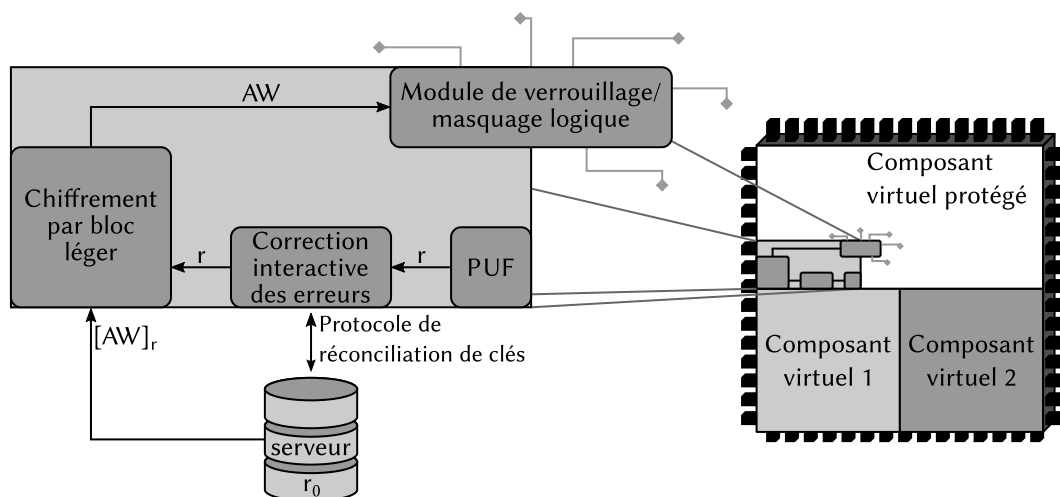 AW
Module de verrouillage/
masquage logique
Chiffrement
par bloc
léger
r
Correction
interactive
des erreurs
r
PUF
[AW]r
Protocole de
réconciliation de clés
serveur
r0
Composant
virtuel protégé
Composant
virtuel 1
Composant
virtuel 2